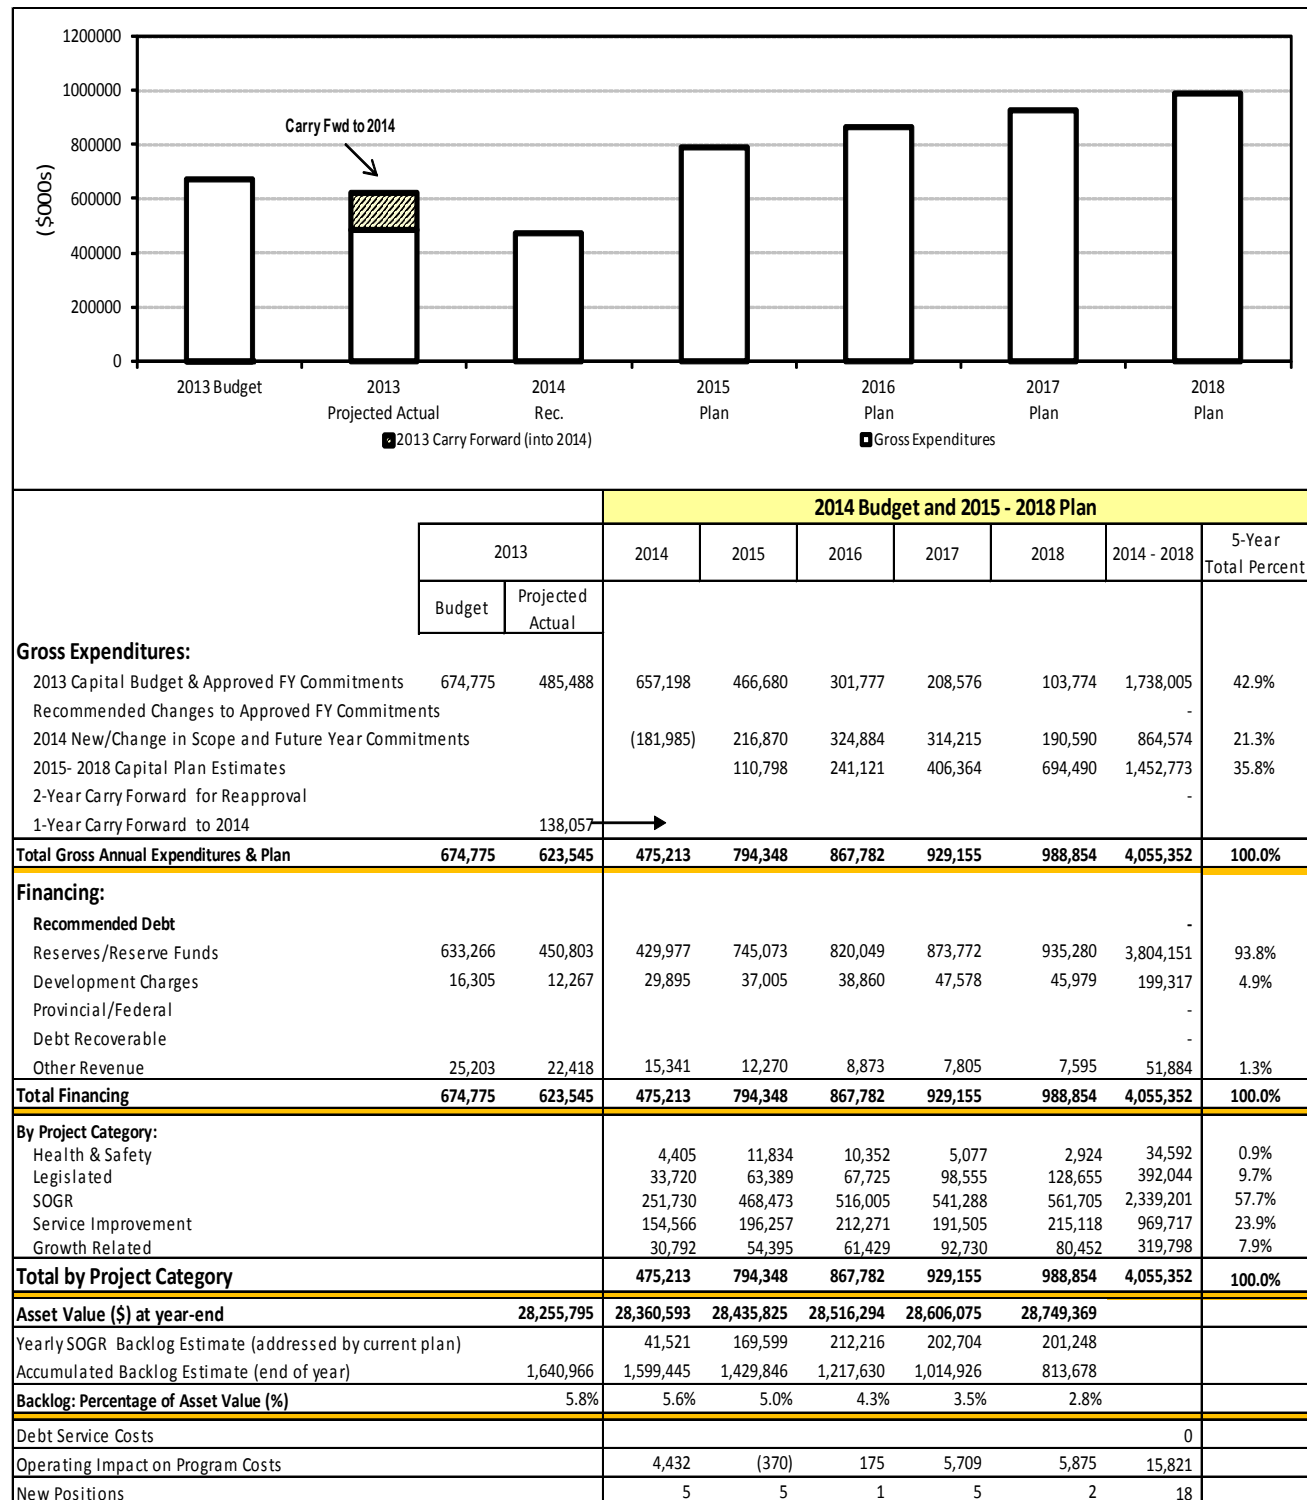 1200000
1000000
800000
600000
400000
200000
0
($000s)
Carry Fwd to 2014
2013 Budget 2013 2014 2015 2016 2017 2018
Projected Actual Rec. Plan Plan Plan Plan
2013 Carry Forward (into 2014) Gross Expenditures
2014 Budget and 2015 - 2018 Plan
2013 2014 2015 2016 2017 2018 2014 - 2018 5-Year
Total Percent
Budget Projected
Actual
Gross Expenditures:
2013 Capital Budget & Approved FY Commitments 674,775 485,488 657,198 466,680 301,777 208,576 103,774 1,738,005 42.9%
Recommended Changes to Approved FY Commitments -
2014 New/Change in Scope and Future Year Commitments (181,985) 216,870 324,884 314,215 190,590 864,574 21.3%
2015- 2018 Capital Plan Estimates 110,798 241,121 406,364 694,490 1,452,773 35.8%
2-Year Carry Forward for Reapproval -
1-Year Carry Forward to 2014 138,057
Total Gross Annual Expenditures & Plan 674,775 623,545 475,213 794,348 867,782 929,155 988,854 4,055,352 100.0%
Financing:
Recommended Debt -
Reserves/Reserve Funds 633,266 450,803 429,977 745,073 820,049 873,772 935,280 3,804,151 93.8%
Development Charges 16,305 12,267 29,895 37,005 38,860 47,578 45,979 199,317 4.9%
Provincial/Federal -
Debt Recoverable -
Other Revenue 25,203 22,418 15,341 12,270 8,873 7,805 7,595 51,884 1.3%
Total Financing 674,775 623,545 475,213 794,348 867,782 929,155 988,854 4,055,352 100.0%
By Project Category:
Health & Safety 4,405 11,834 10,352 5,077 2,924 34,592 0.9%
Legislated 33,720 63,389 67,725 98,555 128,655 392,044 9.7%
SOGR 251,730 468,473 516,005 541,288 561,705 2,339,201 57.7%
Service Improvement 154,566 196,257 212,271 191,505 215,118 969,717 23.9%
Growth Related 30,792 54,395 61,429 92,730 80,452 319,798 7.9%
Total by Project Category 475,213 794,348 867,782 929,155 988,854 4,055,352 100.0%
Asset Value ($) at year-end 28,255,795 28,360,593 28,435,825 28,516,294 28,606,075 28,749,369
Yearly SOGR Backlog Estimate (addressed by current plan) 41,521 169,599 212,216 202,704 201,248
Accumulated Backlog Estimate (end of year) 1,640,966 1,599,445 1,429,846 1,217,630 1,014,926 813,678
Backlog: Percentage of Asset Value (%) 5.8% 5.6% 5.0% 4.3% 3.5% 2.8%
Debt Service Costs 0
Operating Impact on Program Costs 4,432 (370) 175 5,709 5,875 15,821
New Positions 5 5 1 5 2 18